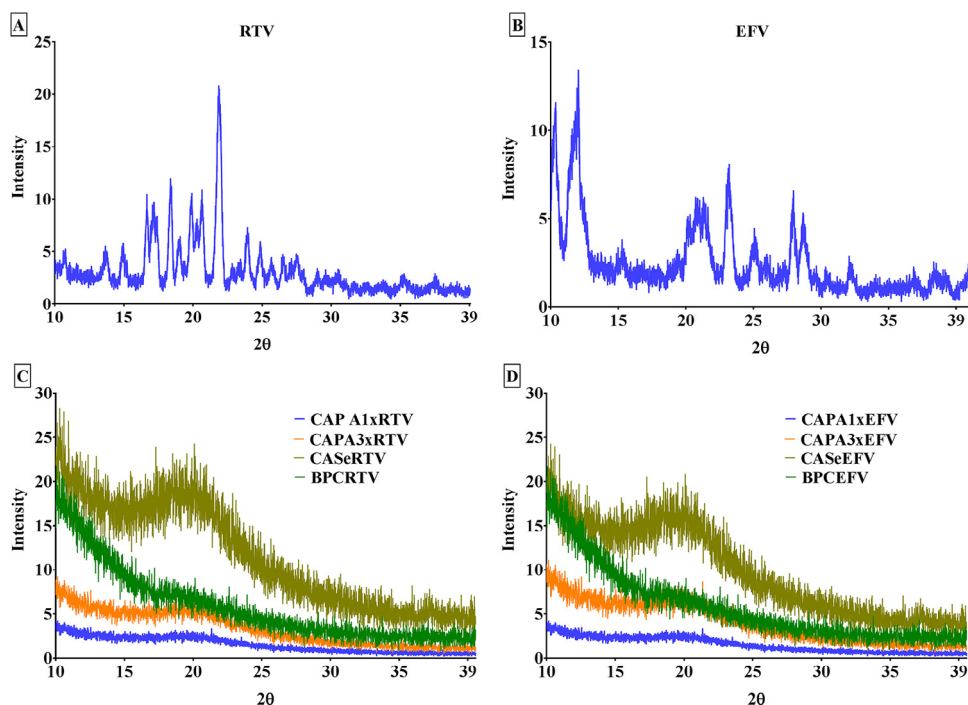 A
RTV
25
20
15
10
5
0
Intensity
10 15 20 25 30 35 39
2θ
B
EFV
15
10
5
0
Intensity
10 15 20 25 30 35 39
2θ
C
30
25
20
15
10
5
0
Intensity
CAP A1xRTV
CAPA3xRTV
CASeRTV
BPCRTV
10 15 20 25 30 35 39
2θ
D
30
25
20
15
10
5
0
Intensity
CAPA1xEFV
CAPA3xEFV
CASeEFV
BPCEFV
10 15 20 25 30 35 39
2θ